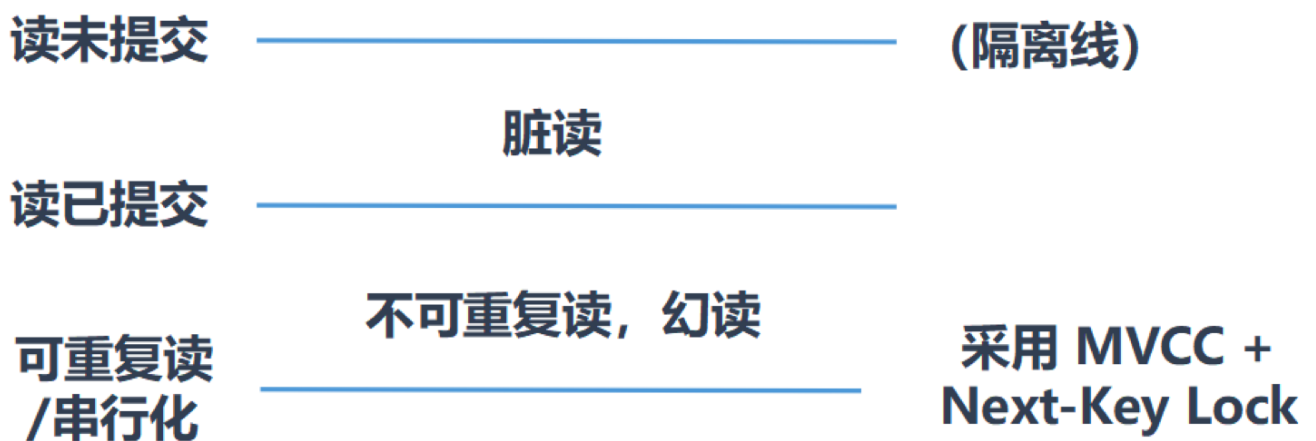 读未提交
(隔离线)
脏读
读已提交
不可重复读，幻读
可重复读
/串行化
采用 MVCC +
Next-Key Lock